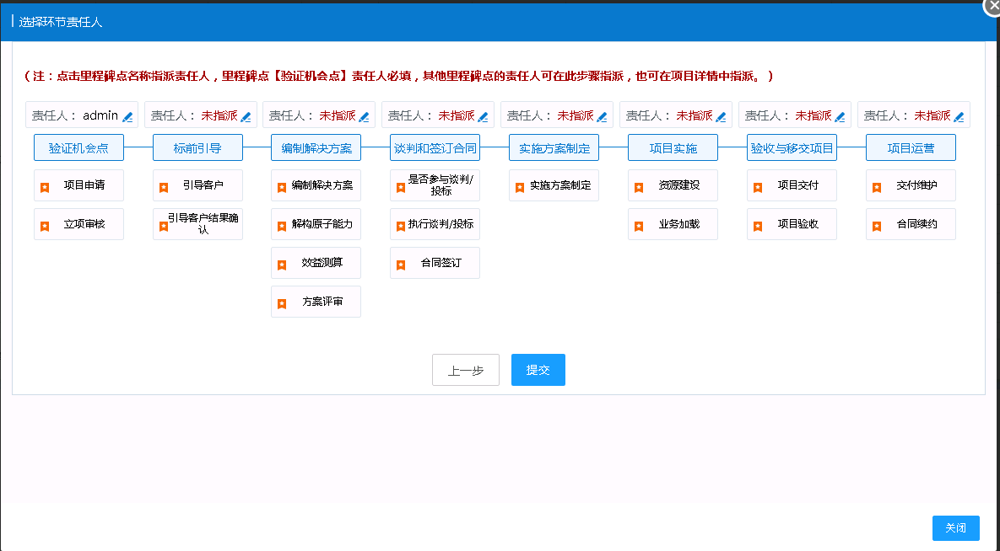 选择环节责任人
（注：点击里程碑点名称指派责任人，里程碑点【验证机会点】责任人必填，其他里程碑点的责任人可在此步骤指派，也可在项目详情中指派。）
责任人： admin 责任人： 未指派 责任人： 未指派 责任人： 未指派 责任人： 未指派 责任人： 未指派 责任人： 未指派 责任人： 未指派
验证机会点 标前引导 编制解决方案 谈判和签订合同 实施方案制定 项目实施 验收与移交项目 项目运营
项目申请 引导客户 编制解决方案 是否参与谈判/
投标 实施方案制定 资源建设 项目交付 交付维护
立项审核 引导客户结果确
认 解构原子能力 执行谈判/投标 业务加载 项目验收 合同续约
效益测算 合同签订
方案评审
上一步 提交
关闭